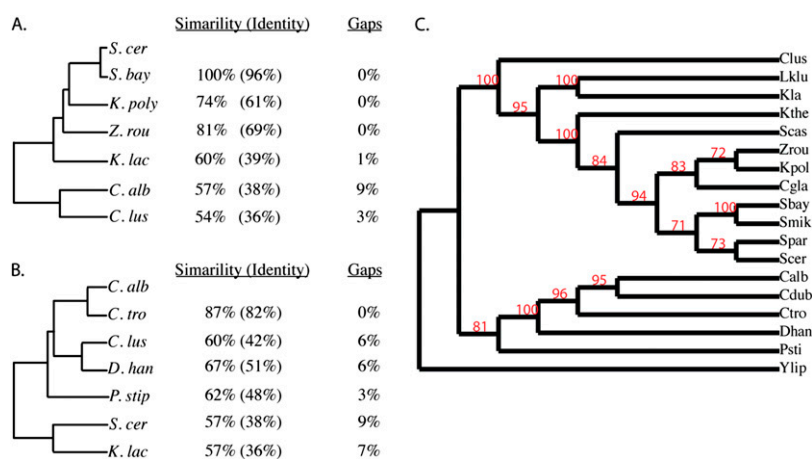 A.
Simarility (Identity) Gaps
S. cer
S. bay 100% (96%) 0%
K. poly 74% (61%) 0%
Z. rou 81% (69%) 0%
K. lac 60% (39%) 1%
C. alb 57% (38%) 9%
C. lus 54% (36%) 3%
B.
Simarility (Identity) Gaps
C. alb
C. tro 87% (82%) 0%
C. lus 60% (42%) 6%
D. han 67% (51%) 6%
P. stip 62% (48%) 3%
S. cer 57% (38%) 9%
K. lac 57% (36%) 7%
C.
Clus
100
Lklu
100
Kla
95
Kthe
100
Scas
84
Zrou
72
Kpol
83
Cgla
94
Sbay
100
Smik
71
Spar
73
Scer
Calb
95
Cdub
96
Ctro
100
Dhan
81
Psti
Ylip